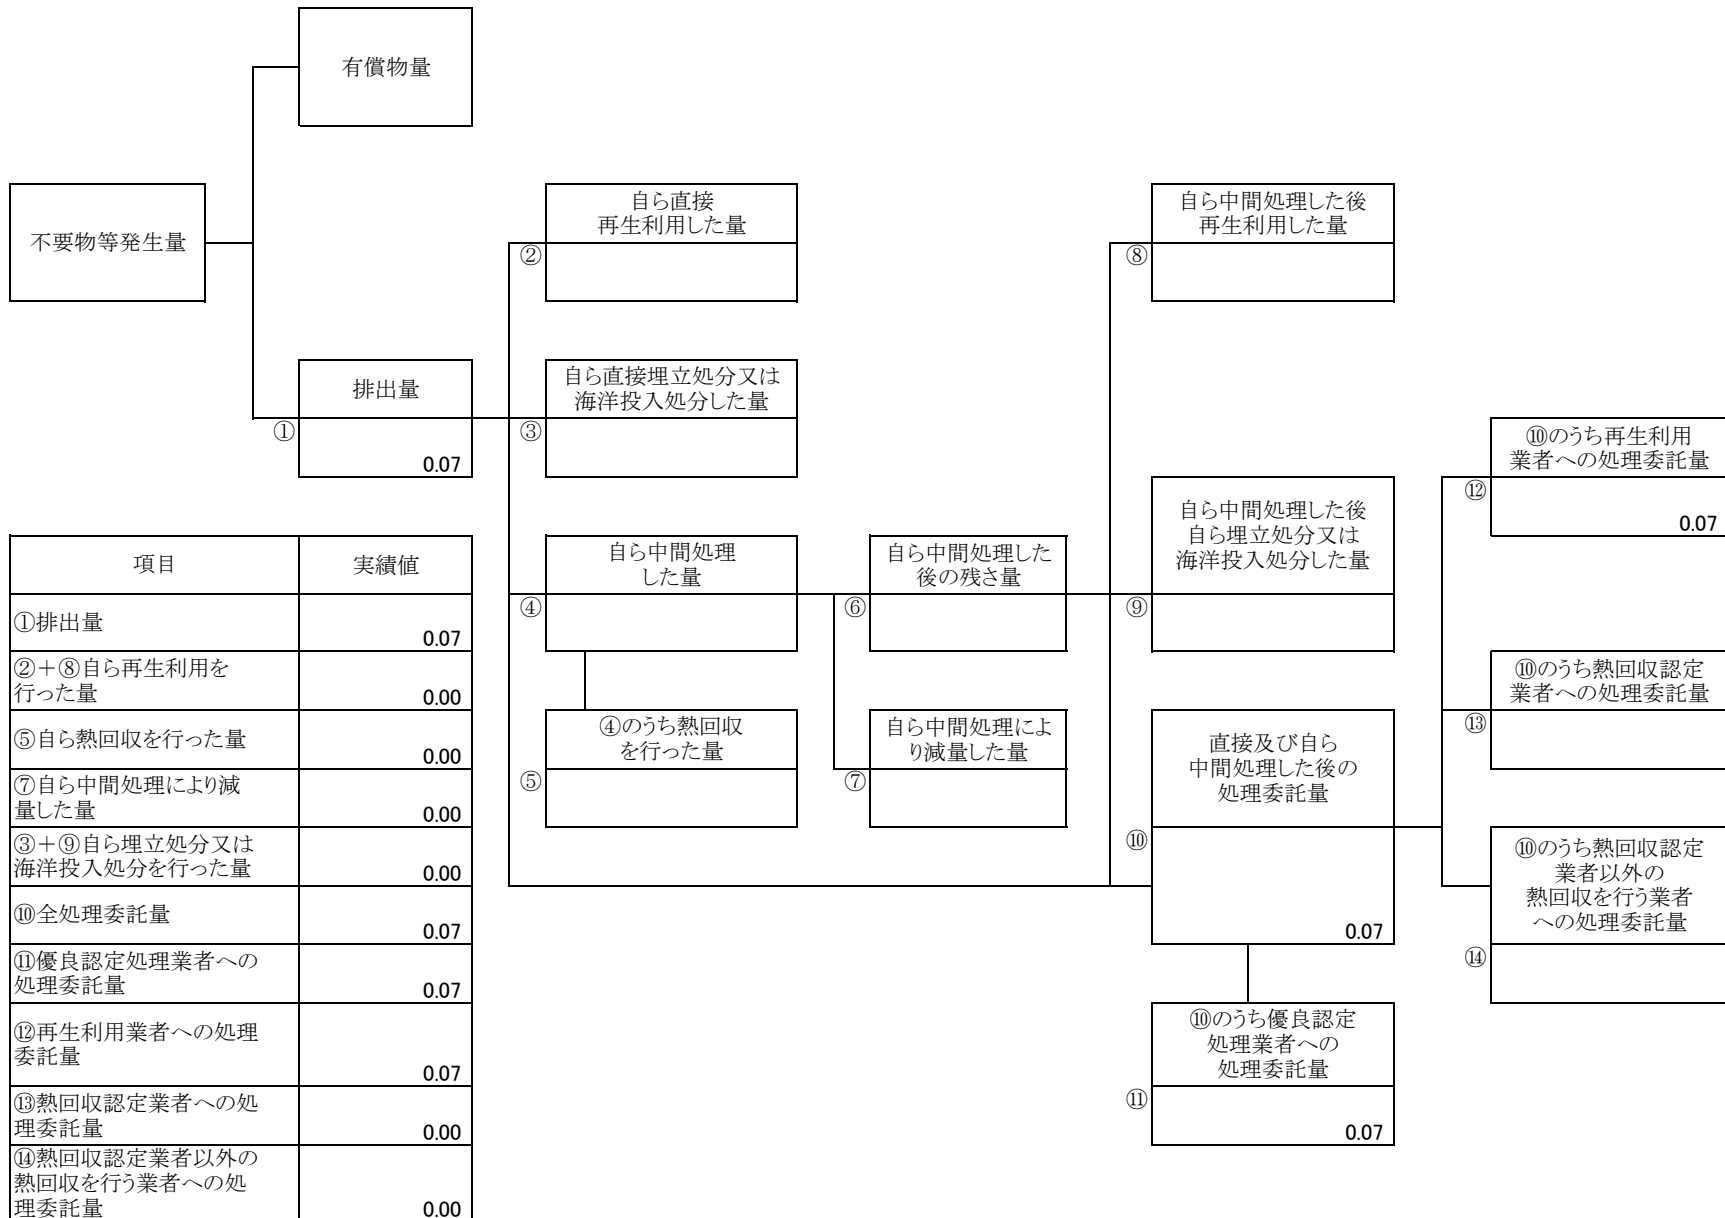 有償物量
不要物等発生量
自ら直接
再生利用した量
②
自ら中間処理した後
再生利用した量
⑧
排出量
①
0.07
自ら直接埋立処分又は
海洋投入処分した量
③
⑩のうち再生利用
業者への処理委託量
⑫
0.07
自ら中間処理
した量
④
自ら中間処理した
後の残さ量
⑥
自ら中間処理した後
自ら埋立処分又は
海洋投入処分した量
⑨
⑩のうち熱回収認定
業者への処理委託量
⑬
④のうち熱回収
を行った量
⑤
自ら中間処理によ
り減量した量
⑦
直接及び自ら
中間処理した後の
処理委託量
⑩
0.07
⑩のうち熱回収認定
業者以外の
熱回収を行う業者
への処理委託量
⑭
⑩のうち優良認定
処理業者への
処理委託量
⑪
0.07
項目 実績値
①排出量
0.07
②＋⑧自ら再生利用を
行った量
0.00
⑤自ら熱回収を行った量
0.00
⑦自ら中間処理により減
量した量
0.00
③＋⑨自ら埋立処分又は
海洋投入処分を行った量
0.00
⑩全処理委託量
0.07
⑪優良認定処理業者への
処理委託量
0.07
⑫再生利用業者への処理
委託量
0.07
⑬熱回収認定業者への処
理委託量
0.00
⑭熱回収認定業者以外の
熱回収を行う業者への処
理委託量
0.00